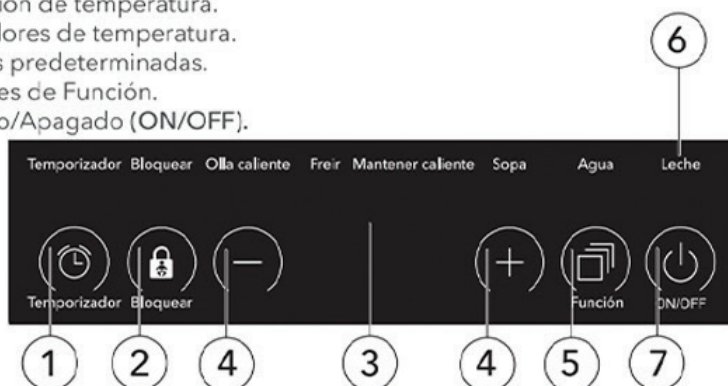 ión de temperatura.
dores de temperatura.
s predeterminadas.
es de Función.
o/Apagado (ON/OFF).
6
Temporizador Bloquear Olla caliente Freir Mantener caliente Sopa Agua Leche
Temporizador Bloquear Función ON/OFF
1 2 4 3 4 5 7